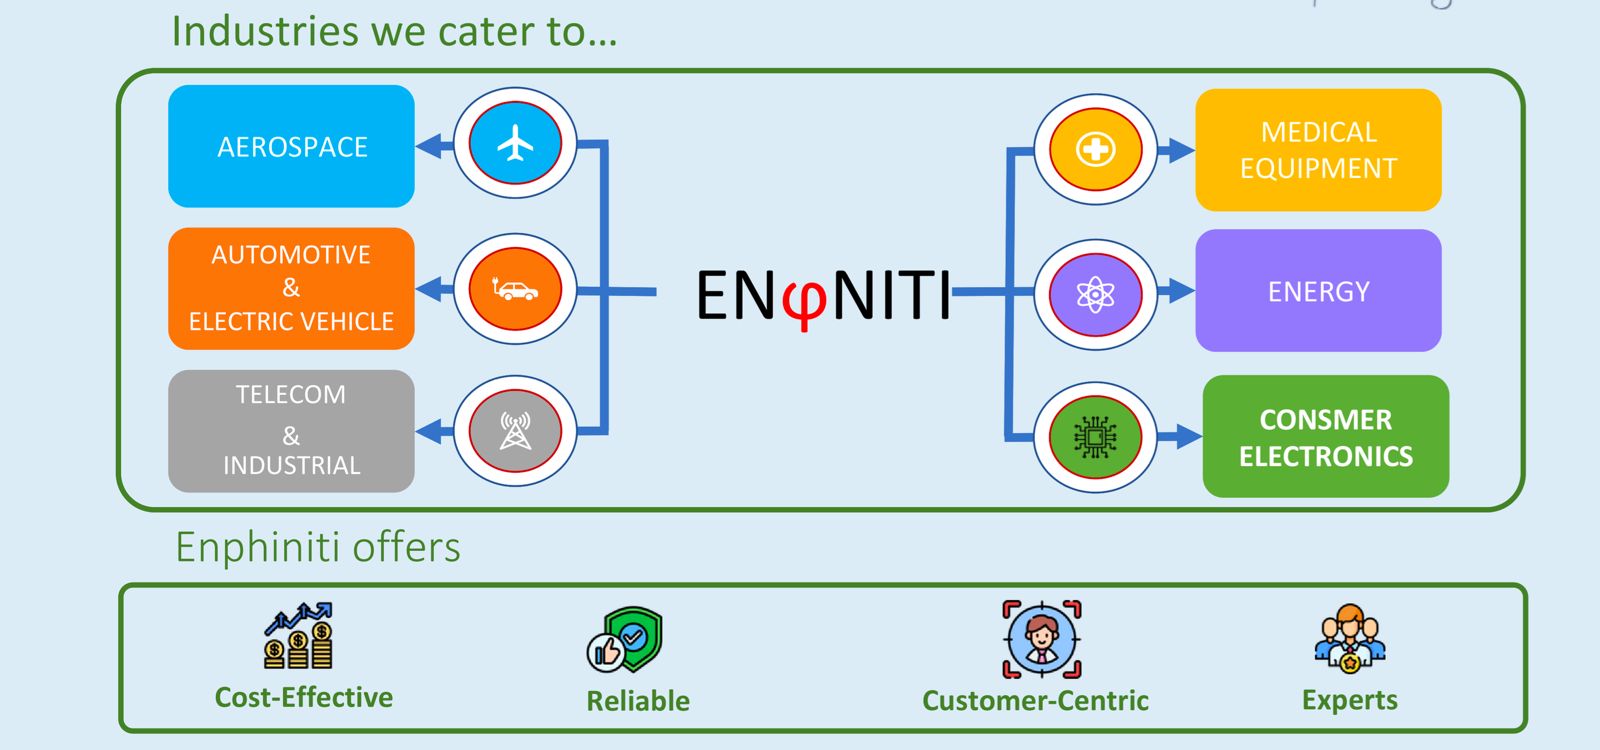 Industries we cater to...
AEROSPACE
AUTOMOTIVE
&
ELECTRIC VEHICLE
TELECOM
&
INDUSTRIAL
ENφNITI
MEDICAL
EQUIPMENT
ENERGY
CONSMER
ELECTRONICS
Enphiniti offers
Cost-Effective
Reliable
Customer-Centric
Experts